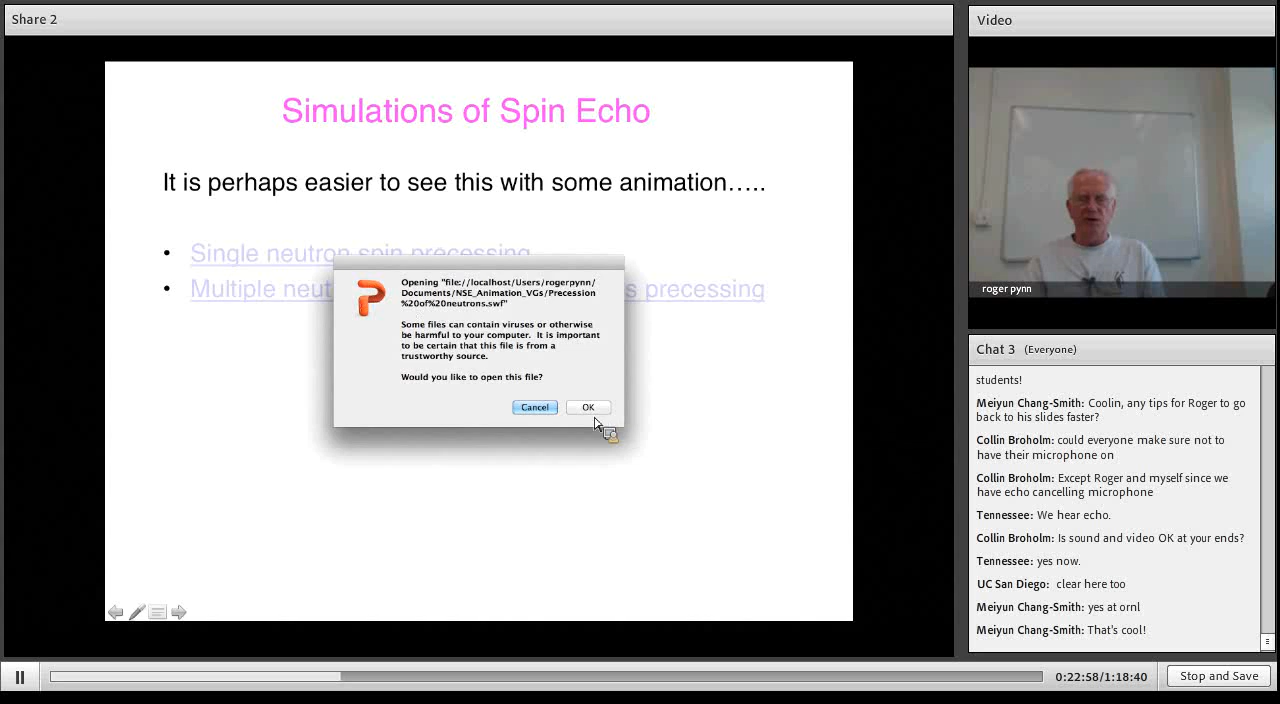 Share 2
Simulations of Spin Echo
It is perhaps easier to see this with some animation…..
• Single neutron spin precessing
• Multiple neut
s precessing
Opening "file://localhost/Users/rogerpynn/
Documents/NSE_Animation_VGs/Precession
%20of%20neutrons.swf"
Some files can contain viruses or otherwise
be harmful to your computer. It is important
to be certain that this file is from a
trustworthy source.
Would you like to open this file?
Cancel OK
Video
roger pynn
Chat 3 (Everyone)
students!
Meiyun Chang-Smith: Coolin, any tips for Roger to go
back to his slides faster?
Collin Broholm: could everyone make sure not to
have their microphone on
Collin Broholm: Except Roger and myself since we
have echo cancelling microphone
Tennessee: We hear echo.
Collin Broholm: Is sound and video OK at your ends?
Tennessee: yes now.
UC San Diego: clear here too
Meiyun Chang-Smith: yes at ornl
Meiyun Chang-Smith: That's cool!
0:22:58/1:18:40
Stop and Save